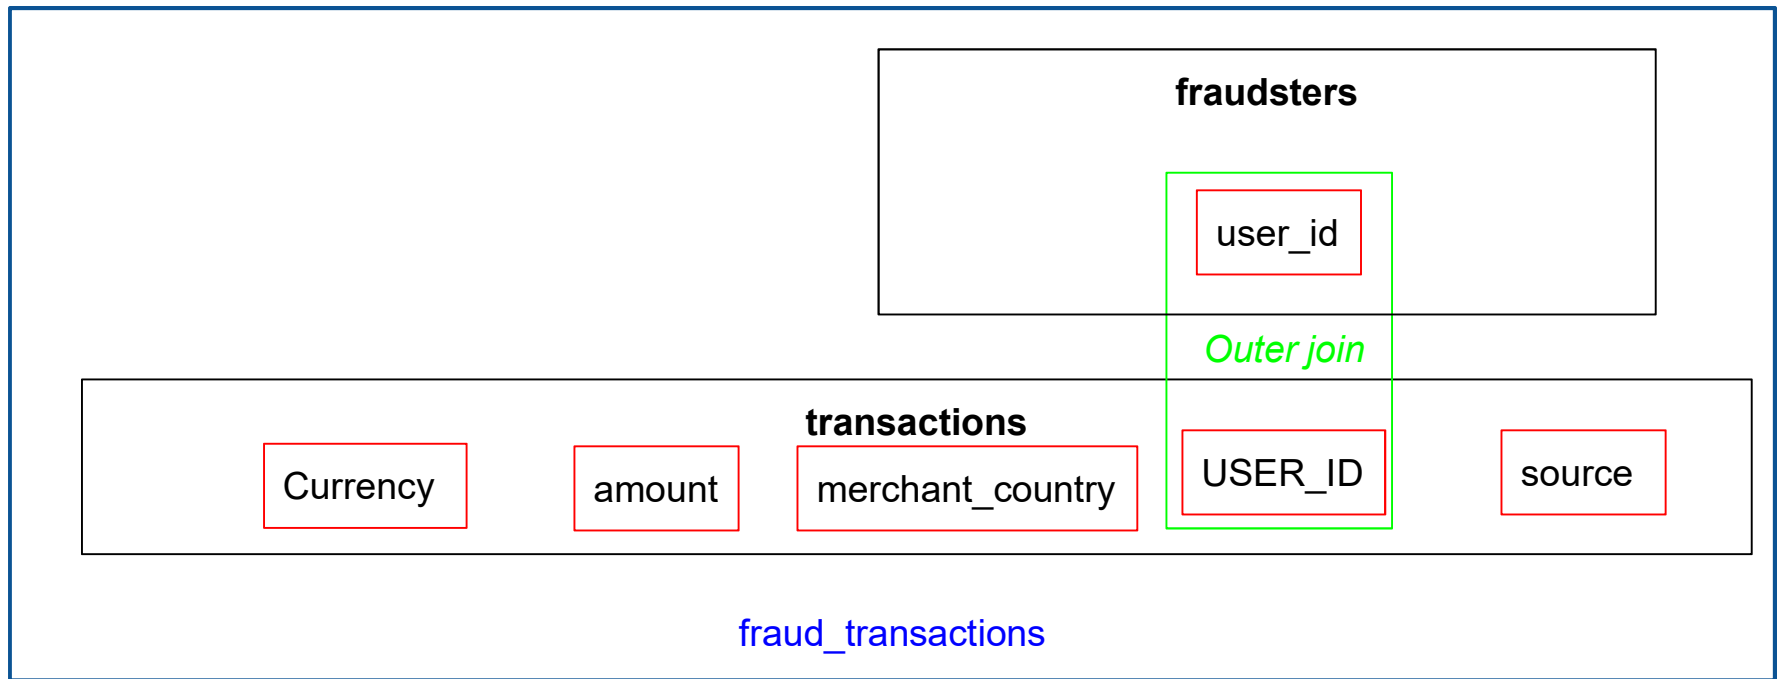 fraudsters
user_id
Outer join
transactions
Currency
amount
merchant_country
USER_ID
source
fraud_transactions